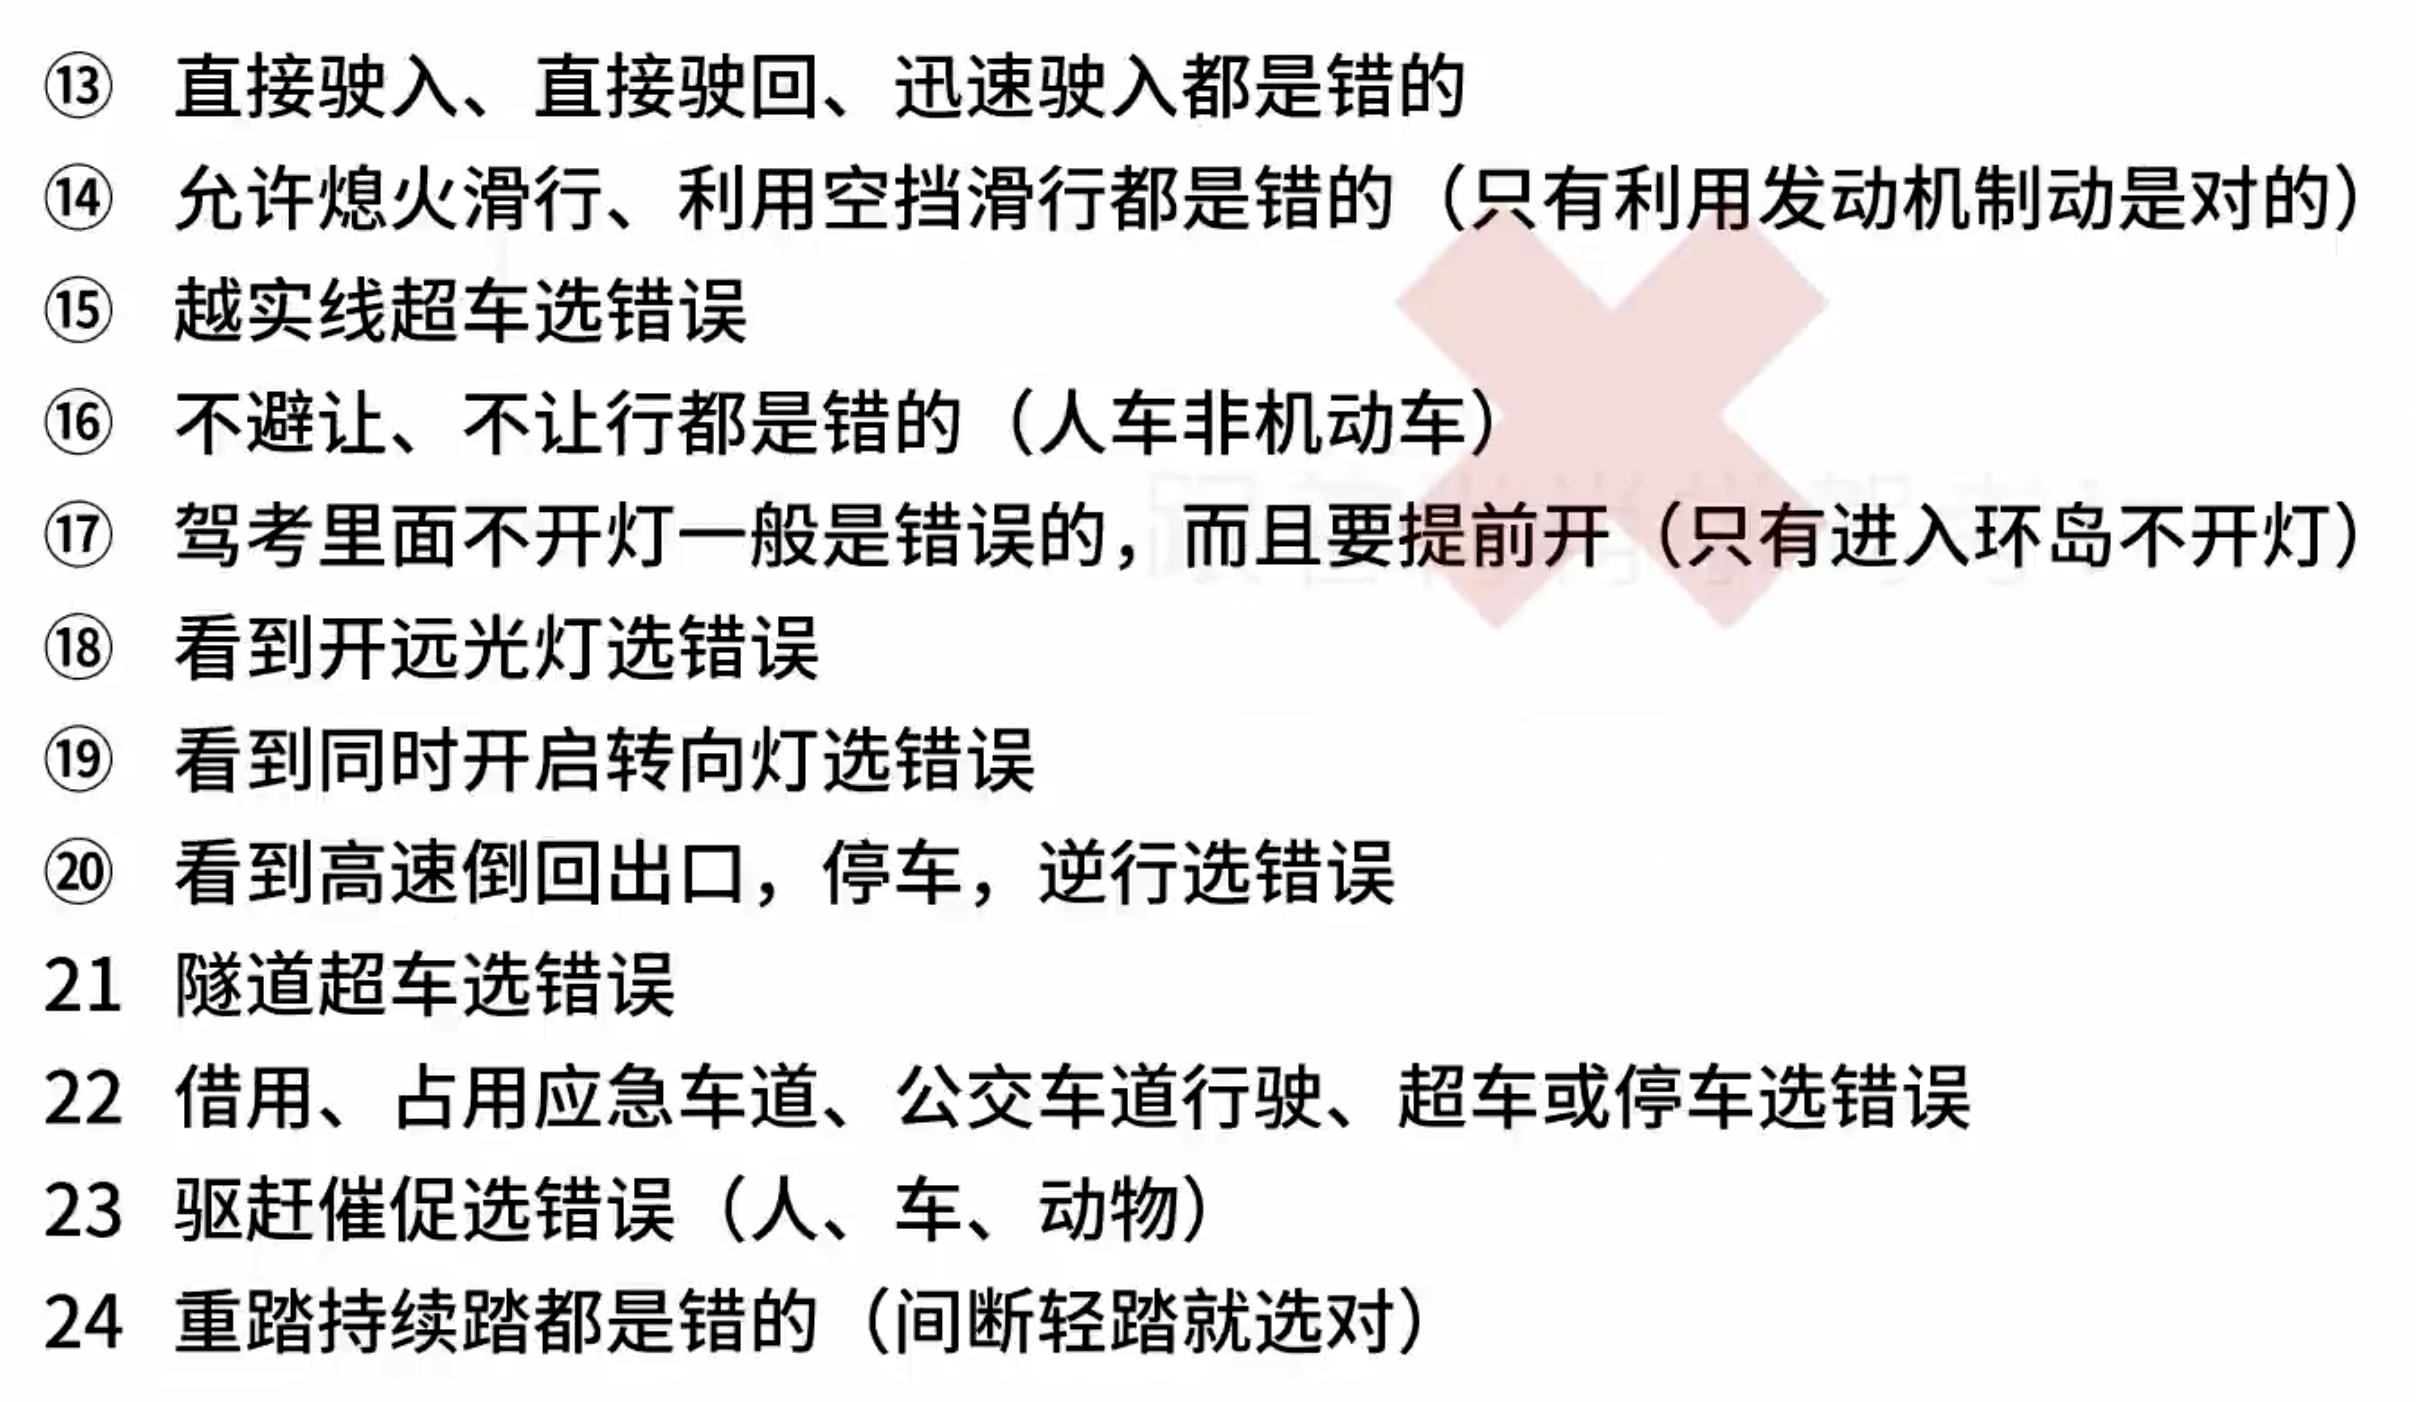 ⑬ 直接驶入、直接驶回、迅速驶入都是错的
⑭ 允许熄火滑行、利用空挡滑行都是错的（只有利用发动机制动是对的）
⑮ 越实线超车选错误
⑯ 不避让、不让行都是错的（人车非机动车）
⑰ 驾考里面不开灯一般是错误的，而且要提前开（只有进入环岛不开灯）
⑱ 看到开远光灯选错误
⑲ 看到同时开启转向灯选错误
⑳ 看到高速倒回出口，停车，逆行选错误
21 隧道超车选错误
22 借用、占用应急车道、公交车道行驶、超车或停车选错误
23 驱赶催促选错误（人、车、动物）
24 重踏持续踏都是错的（间断轻踏就选对）